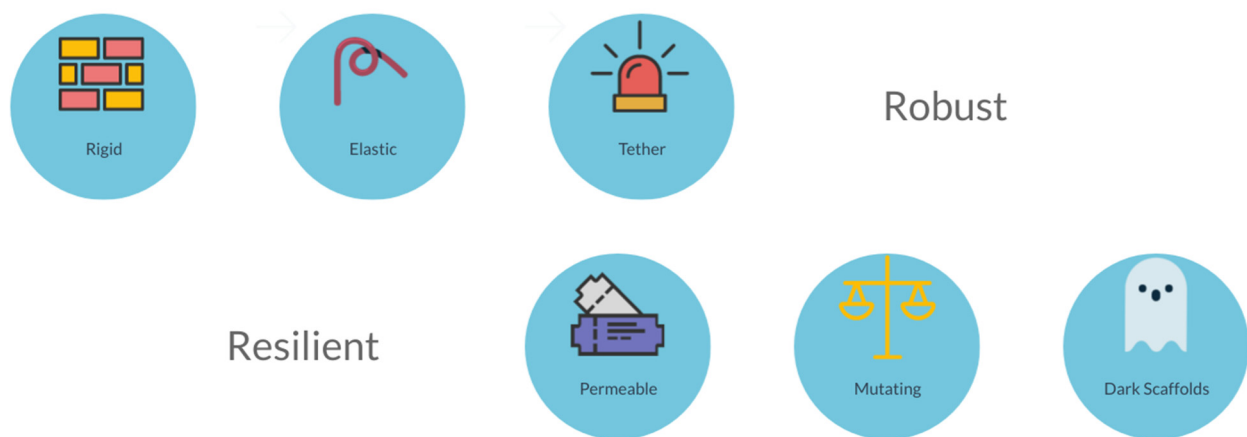 Rigid
Elastic
Tether
Robust
Resilient
Permeable
Mutating
Dark Scaffolds